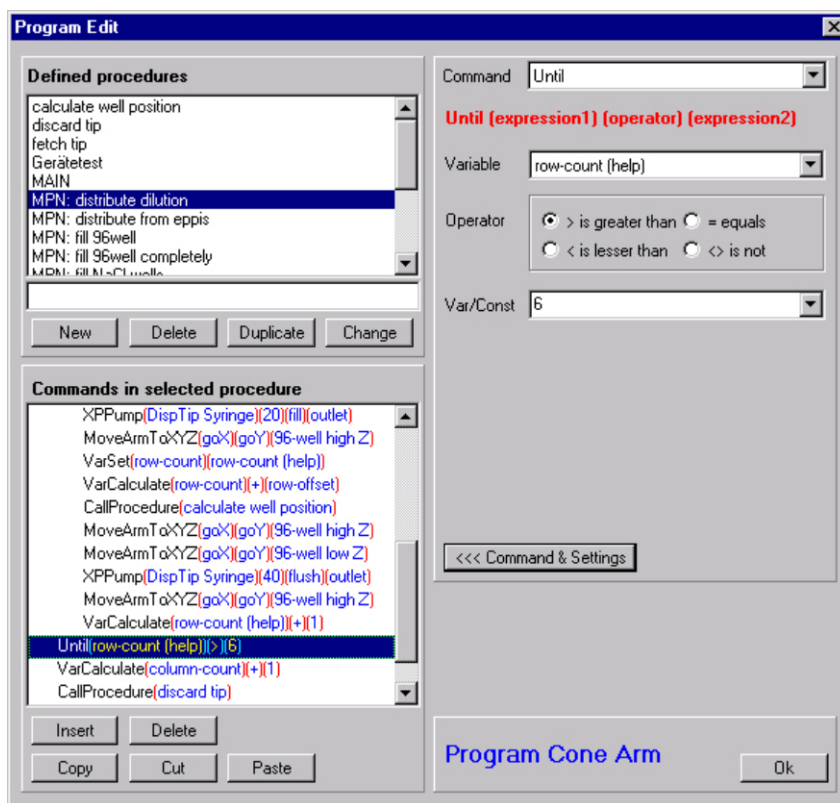 Program Edit
Defined procedures
calculate well position
discard tip
fetch tip
Gerätetest
MAIN
MPN: distribute dilution
MPN: distribute from eppis
MPN: fill 96well
MPN: fill 96well completely
MPN: fill NaCl wells
New
Delete
Duplicate
Change
Commands in selected procedure
XPPump(DispTip Syringe)(20)(fill)(outlet)
MoveArmToXYZ(goX)(goY)(96-well high Z)
VarSet(row-count)(row-count (help))
VarCalculate(row-count)(+)(row-offset)
CallProcedure(calculate well position)
MoveArmToXYZ(goX)(goY)(96-well high Z)
MoveArmToXYZ(goX)(goY)(96-well low Z)
XPPump(DispTip Syringe)(40)(flush)(outlet)
MoveArmToXYZ(goX)(goY)(96-well high Z)
VarCalculate(row-count (help))(+)(1)
Until(row-count (help))(>)(6)
VarCalculate(column-count)(+)(1)
CallProcedure(discard tip)
Insert
Delete
Copy
Cut
Paste
Command
Until
Until (expression1) (operator) (expression2)
Variable
row-count (help)
Operator
> is greater than
= equals
< is lesser than
<> is not
Var/Const
6
<<< Command & Settings
Program Cone Arm
Ok